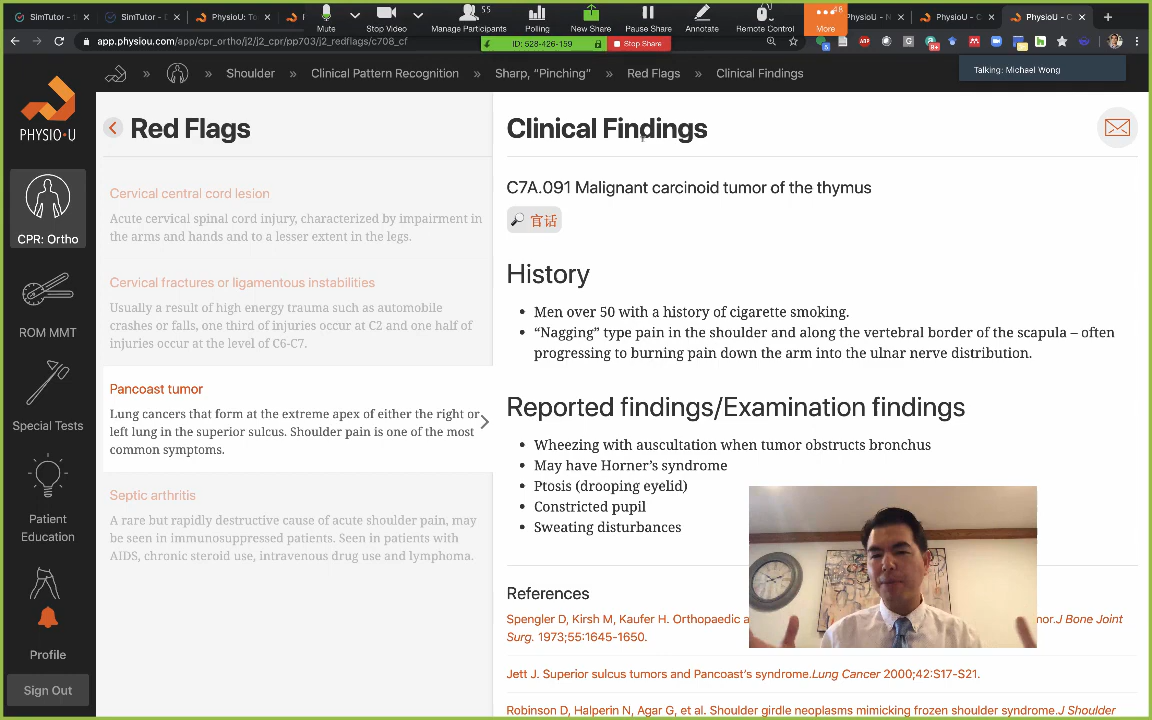 SimTutor - T
SimTutor - D
PhysioU: To
Mute
Stop Video
55
Manage Participants
Polling
New Share
Pause Share
Annotate
Remote Control
48
More
PhysioU - N
PhysioU - C
PhysioU - C
app.physiou.com/app/cpr_ortho/j2/j2_cpr/pp703/j2_redflags/c708_cf
ID: 528-426-159
Stop Share
Talking: Michael Wong
» » Shoulder » Clinical Pattern Recognition » Sharp, “Pinching” » Red Flags » Clinical Findings
PHYSIO•U
CPR: Ortho
ROM MMT
Special Tests
Patient
Education
Profile
Sign Out
Red Flags
Cervical central cord lesion
Acute cervical spinal cord injury, characterized by impairment in
the arms and hands and to a lesser extent in the legs.
Cervical fractures or ligamentous instabilities
Usually a result of high energy trauma such as automobile
crashes or falls, one third of injuries occur at C2 and one half of
injuries occur at the level of C6-C7.
Pancoast tumor
Lung cancers that form at the extreme apex of either the right or
left lung in the superior sulcus. Shoulder pain is one of the most
common symptoms.
Septic arthritis
A rare but rapidly destructive cause of acute shoulder pain, may
be seen in immunosuppressed patients. Seen in patients with
AIDS, chronic steroid use, intravenous drug use and lymphoma.
Clinical Findings
C7A.091 Malignant carcinoid tumor of the thymus
官话
History
• Men over 50 with a history of cigarette smoking.
• “Nagging” type pain in the shoulder and along the vertebral border of the scapula – often
progressing to burning pain down the arm into the ulnar nerve distribution.
Reported findings/Examination findings
• Wheezing with auscultation when tumor obstructs bronchus
• May have Horner’s syndrome
• Ptosis (drooping eyelid)
• Constricted pupil
• Sweating disturbances
References
Spengler D, Kirsh M, Kaufer H. Orthopaedic a mor.J Bone Joint
Surg. 1973;55:1645-1650.
Jett J. Superior sulcus tumors and Pancoast’s syndrome.Lung Cancer 2000;42:S17-S21.
Robinson D, Halperin N, Agar G, et al. Shoulder girdle neoplasms mimicking frozen shoulder syndrome.J Shoulder